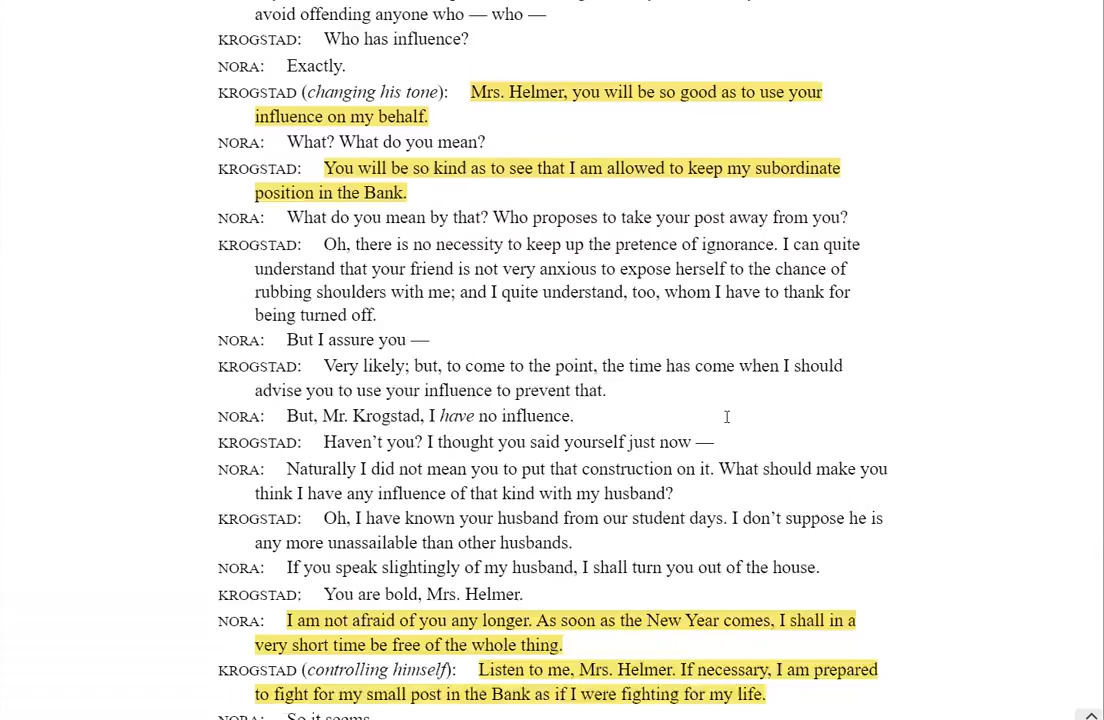 avoid offending anyone who — who —
KROGSTAD: Who has influence?
NORA: Exactly.
KROGSTAD (changing his tone): Mrs. Helmer, you will be so good as to use your
influence on my behalf.
NORA: What? What do you mean?
KROGSTAD: You will be so kind as to see that I am allowed to keep my subordinate
position in the Bank.
NORA: What do you mean by that? Who proposes to take your post away from you?
KROGSTAD: Oh, there is no necessity to keep up the pretence of ignorance. I can quite
understand that your friend is not very anxious to expose herself to the chance of
rubbing shoulders with me; and I quite understand, too, whom I have to thank for
being turned off.
NORA: But I assure you —
KROGSTAD: Very likely; but, to come to the point, the time has come when I should
advise you to use your influence to prevent that.
NORA: But, Mr. Krogstad, I have no influence.
KROGSTAD: Haven’t you? I thought you said yourself just now —
NORA: Naturally I did not mean you to put that construction on it. What should make you
think I have any influence of that kind with my husband?
KROGSTAD: Oh, I have known your husband from our student days. I don’t suppose he is
any more unassailable than other husbands.
NORA: If you speak slightingly of my husband, I shall turn you out of the house.
KROGSTAD: You are bold, Mrs. Helmer.
NORA: I am not afraid of you any longer. As soon as the New Year comes, I shall in a
very short time be free of the whole thing.
KROGSTAD (controlling himself): Listen to me, Mrs. Helmer. If necessary, I am prepared
to fight for my small post in the Bank as if I were fighting for my life.
NORA: So it seems.